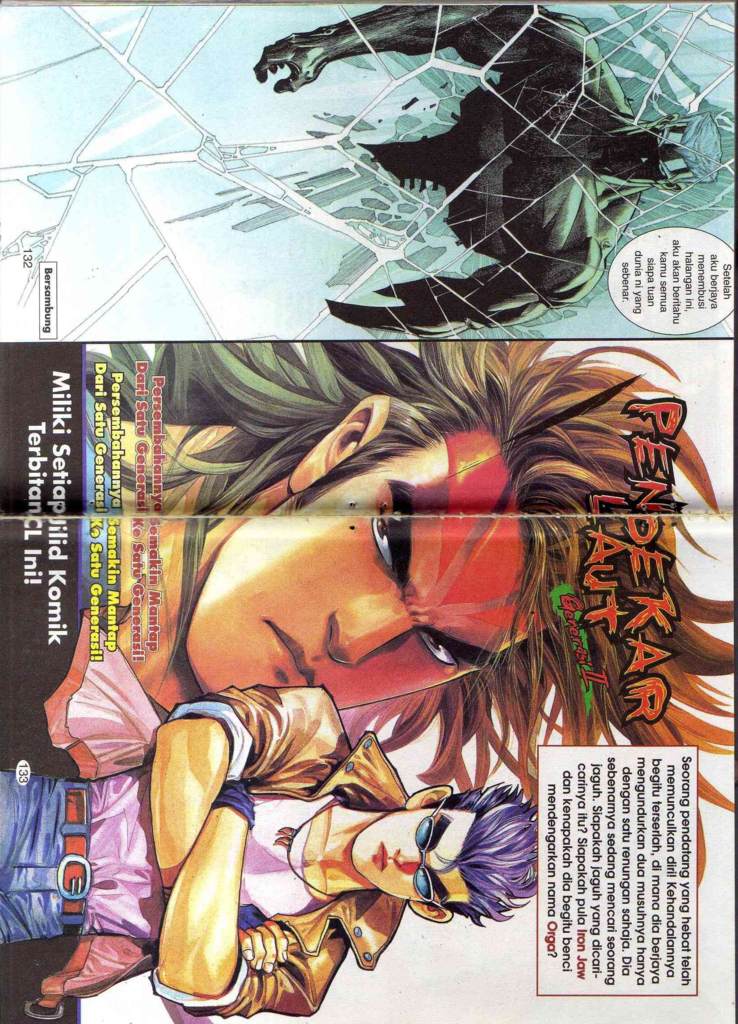 Setelah
aku berjaya
menembusi
halangan ini,
aku akan beritahu
kamu semua
siapa tuan
dunia ni yang
sebenar.
Bersambung
132
PENDEKAR
LAUT
Generasi II
Seorang pendatang yang hebat telah
memunculkan diri! Kehandalannya
begitu terserlah, di mana dia berjaya
mengundurkan dua musuhnya hanya
dengan satu renungan sahaja. Dia
sebenarnya sedang mencari seorang
jaguh. Siapakah jaguh yang dicari-
carinya itu? Siapakah pula Iron Jaw
dan kenapakah dia begitu benci
mendengarkan nama Orga?
Persembahannya Semakin Mantap
Dari Satu Generasi Ke Satu Generasi!
Persembahannya Semakin Mantap
Dari Satu Generasi Ke Satu Generasi!
Miliki Setiap Jilid Komik
Terbitan CL Ini!
133